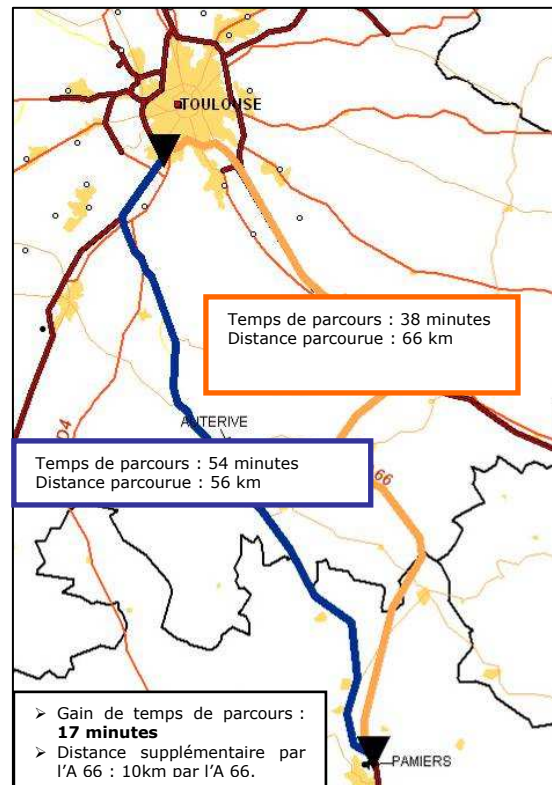 TOULOUSE
Temps de parcours : 38 minutes
Distance parcourue : 66 km
AUTERIVE
D4
66
Temps de parcours : 54 minutes
Distance parcourue : 56 km
➢ Gain de temps de parcours :
17 minutes
➢ Distance supplémentaire par
l'A 66 : 10km par l'A 66.
PAMIERS